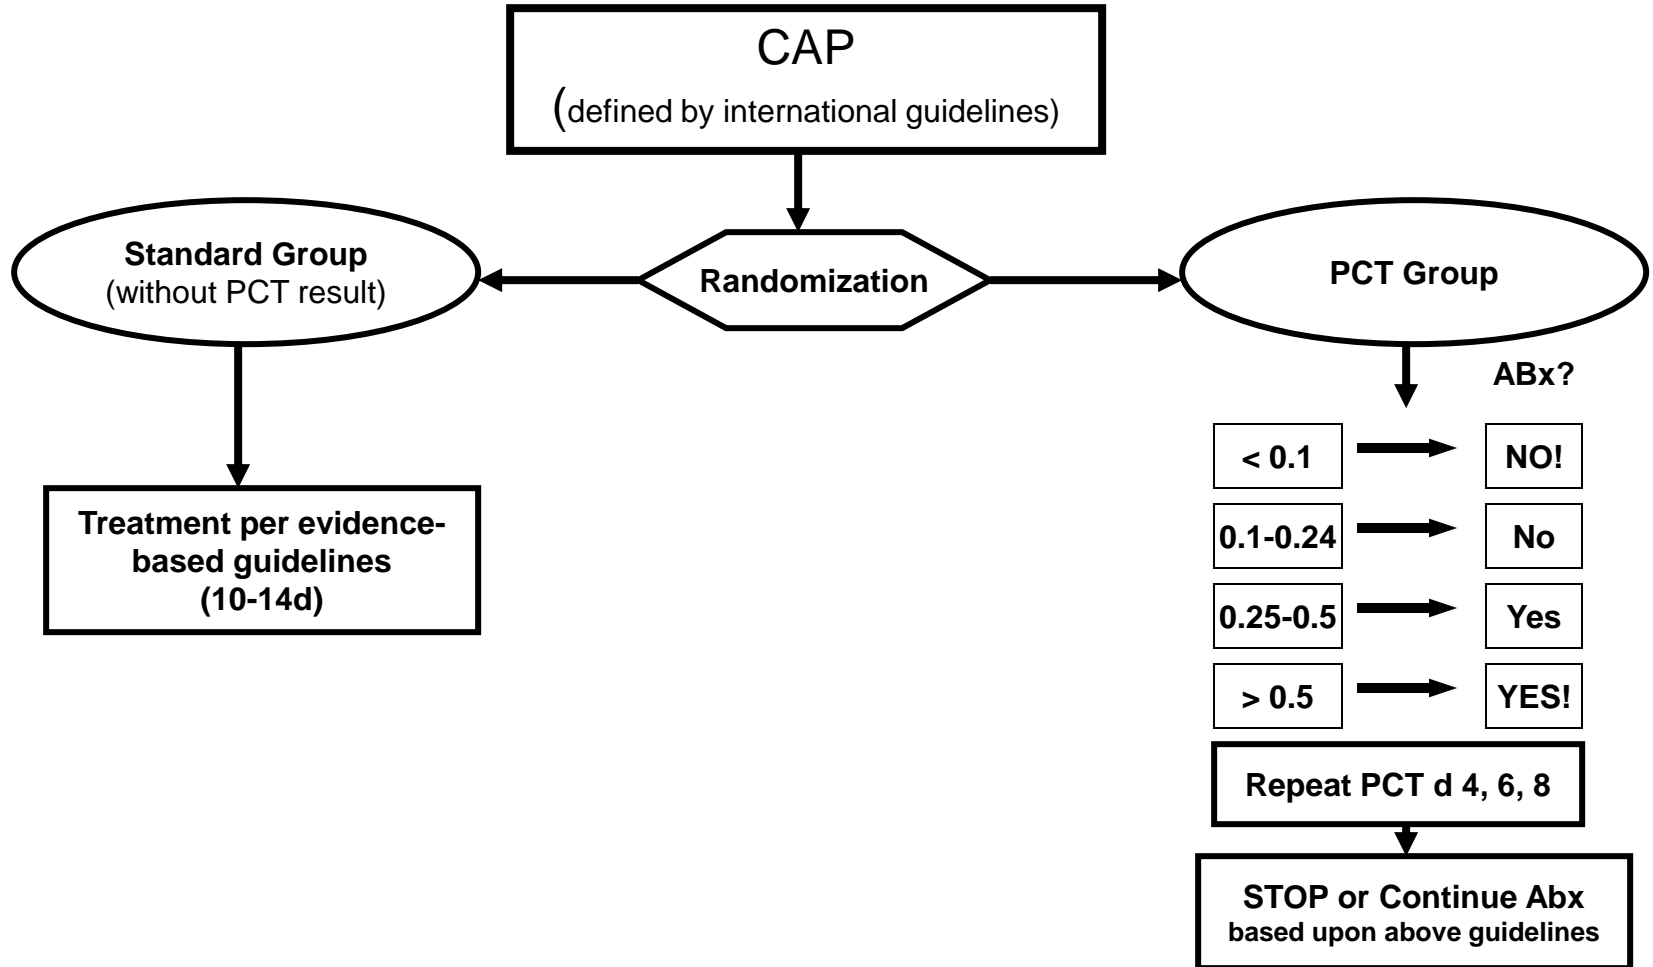 CAP
(defined by international guidelines)
Standard Group
(without PCT result)
Randomization
PCT Group
ABx?
< 0.1
NO!
0.1-0.24
No
0.25-0.5
Yes
> 0.5
YES!
Treatment per evidence-
based guidelines
(10-14d)
Repeat PCT d 4, 6, 8
STOP or Continue Abx
based upon above guidelines